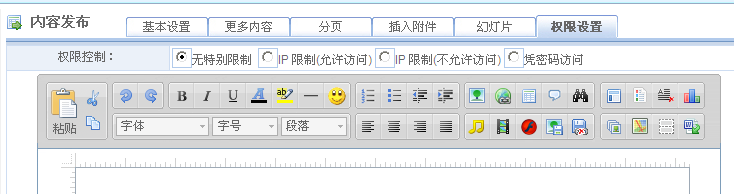 内容发布 基本设置 更多内容 分页 插入附件 幻灯片 权限设置
权限控制： 无特别限制 IP 限制(允许访问) IP 限制(不允许访问) 凭密码访问
B I U A ab
粘贴 字体 字号 段落